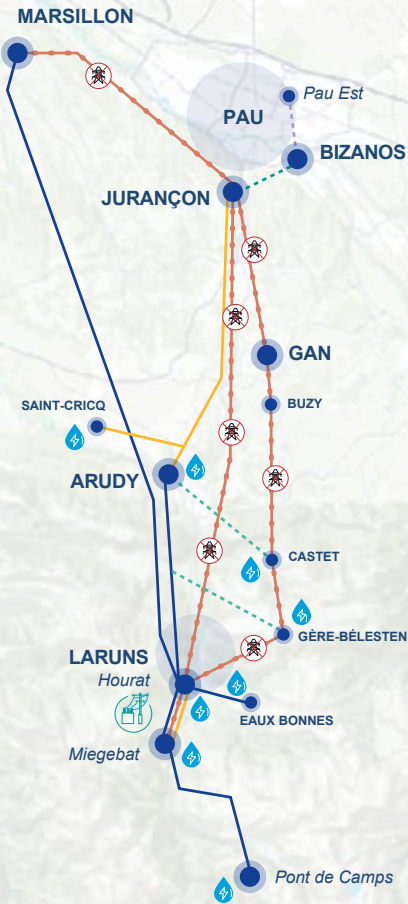 MARSILLON
Pau Est
PAU
BIZANOS
JURANÇON
GAN
SAINT-CRICQ
BUZY
ARUDY
CASTET
GÈRE-BÉLESTEN
LARUNS
Hourat
EAUX BONNES
Miegebat
Pont de Camps